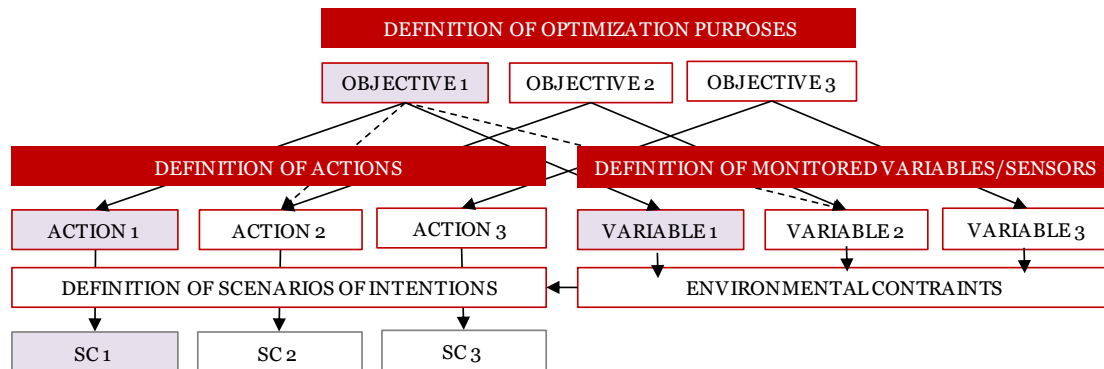 DEFINITION OF OPTIMIZATION PURPOSES
OBJECTIVE 1
OBJECTIVE 2
OBJECTIVE 3
DEFINITION OF ACTIONS
DEFINITION OF MONITORED VARIABLES/SENSORS
ACTION 1
ACTION 2
ACTION 3
VARIABLE 1
VARIABLE 2
VARIABLE 3
DEFINITION OF SCENARIOS OF INTENTIONS
ENVIRONMENTAL CONTRAINTS
SC 1
SC 2
SC 3